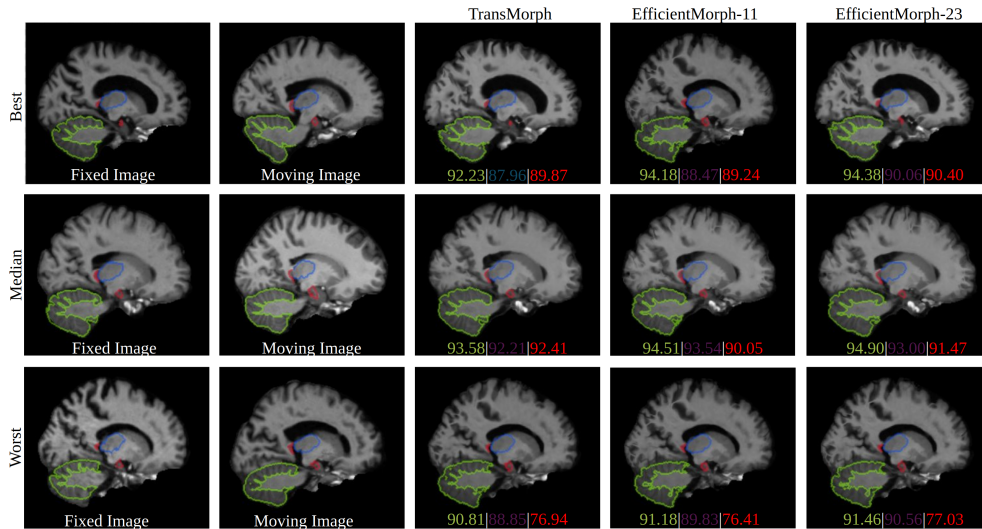 TransMorph EfficientMorph-11 EfficientMorph-23
Best
Fixed Image Moving Image 92.23|87.96|89.87 94.18|88.47|89.24 94.38|90.06|90.40
Median
Fixed Image Moving Image 93.58|92.21|92.41 94.51|93.54|90.05 94.90|93.00|91.47
Worst
Fixed Image Moving Image 90.81|88.85|76.94 91.18|89.83|76.41 91.46|90.56|77.03